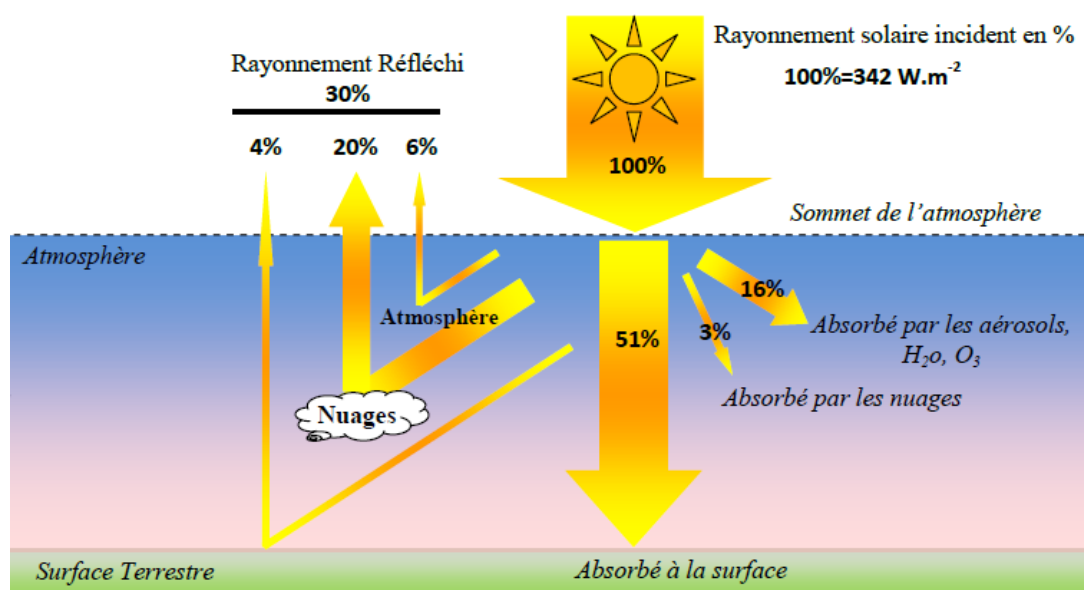 Rayonnement solaire incident en %
100%=342 W.m⁻²
Rayonnement Réfléchi
30%
4% 20% 6%
100%
Sommet de l'atmosphère
Atmosphère
16%
Atmosphère
51%
3%
Absorbé par les aérosols,
H₂o, O₃
Absorbé par les nuages
Nuages
Surface Terrestre
Absorbé à la surface